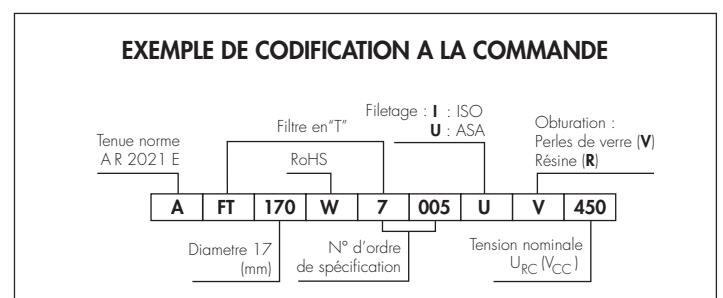 EXEMPLE DE CODIFICATION A LA COMMANDE
Tenue norme
A R 2021 E
Filtre en"T"
RoHS
Filetage : I : ISO
U : ASA
Obturation :
Perles de verre (V)
Résine (R)
A FT 170 W 7 005 U V 450
Diametre 17
(mm)
N° d'ordre
de spécification
Tension nominale
URC (VCC )